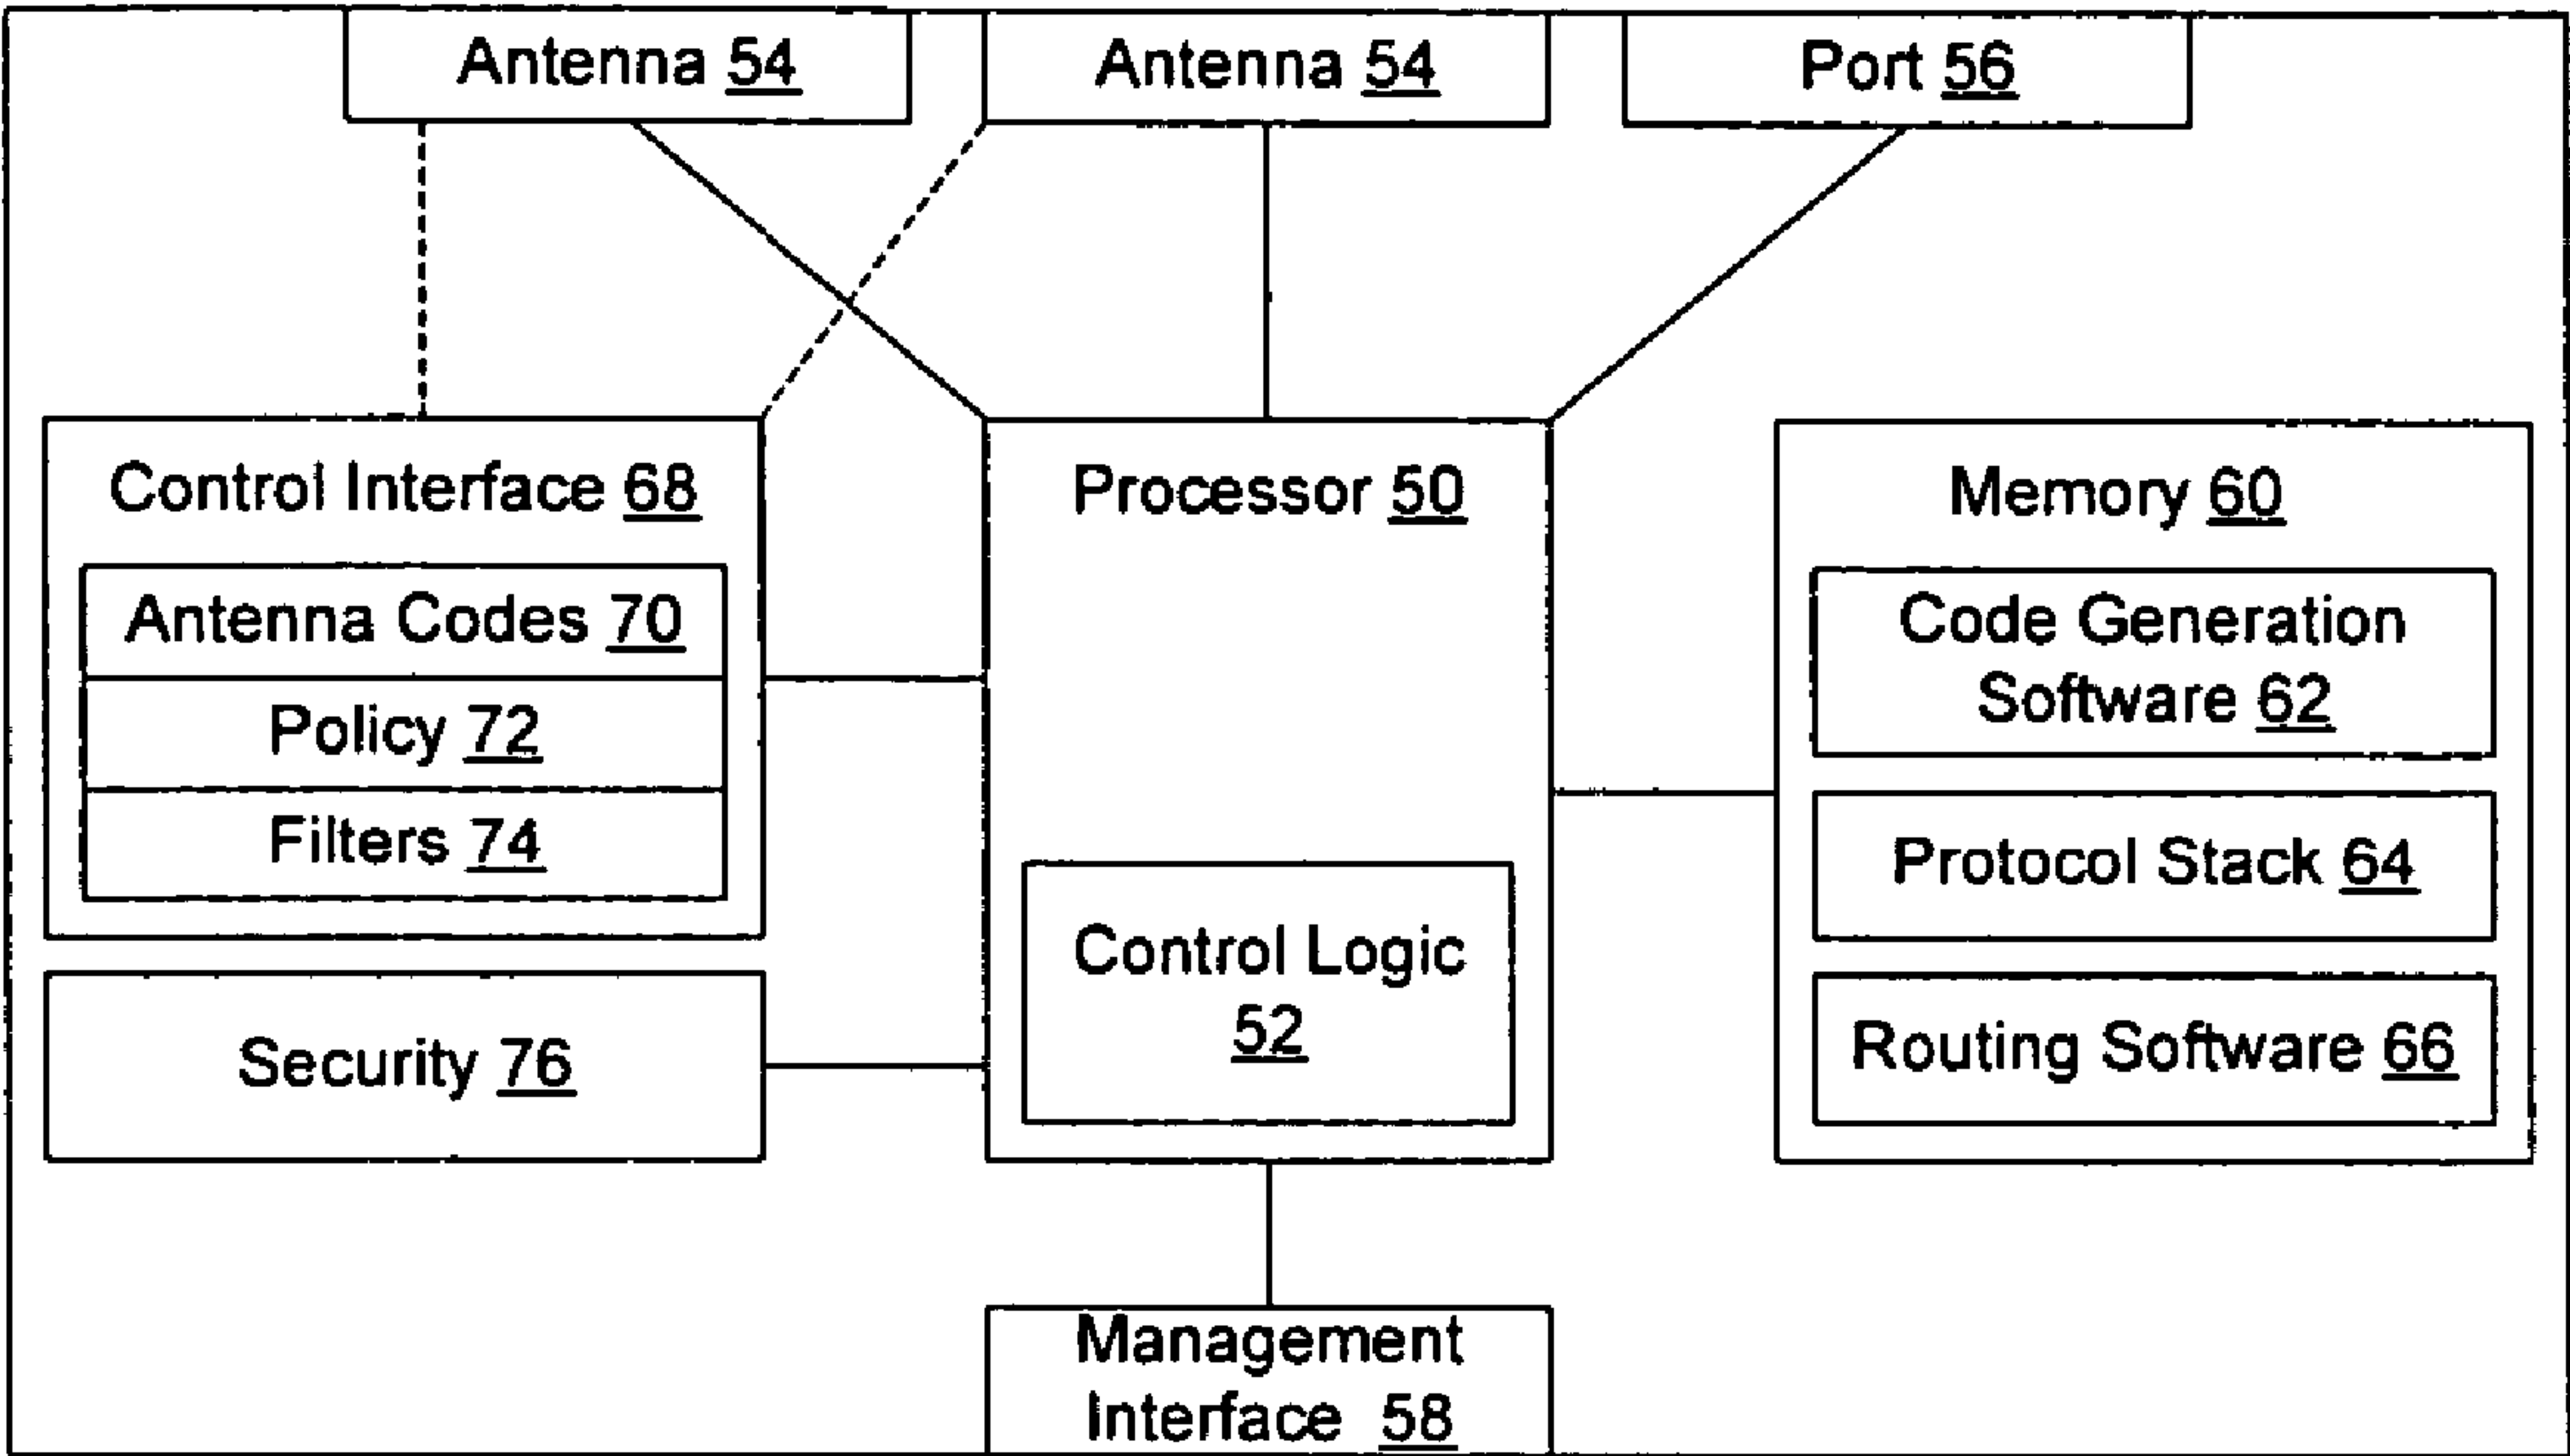 Antenna 54
Antenna 54
Port 56
Control Interface 68
Antenna Codes 70
Policy 72
Filters 74
Security 76
Processor 50
Control Logic
52
Memory 60
Code Generation
Software 62
Protocol Stack 64
Routing Software 66
Management
Interface 58